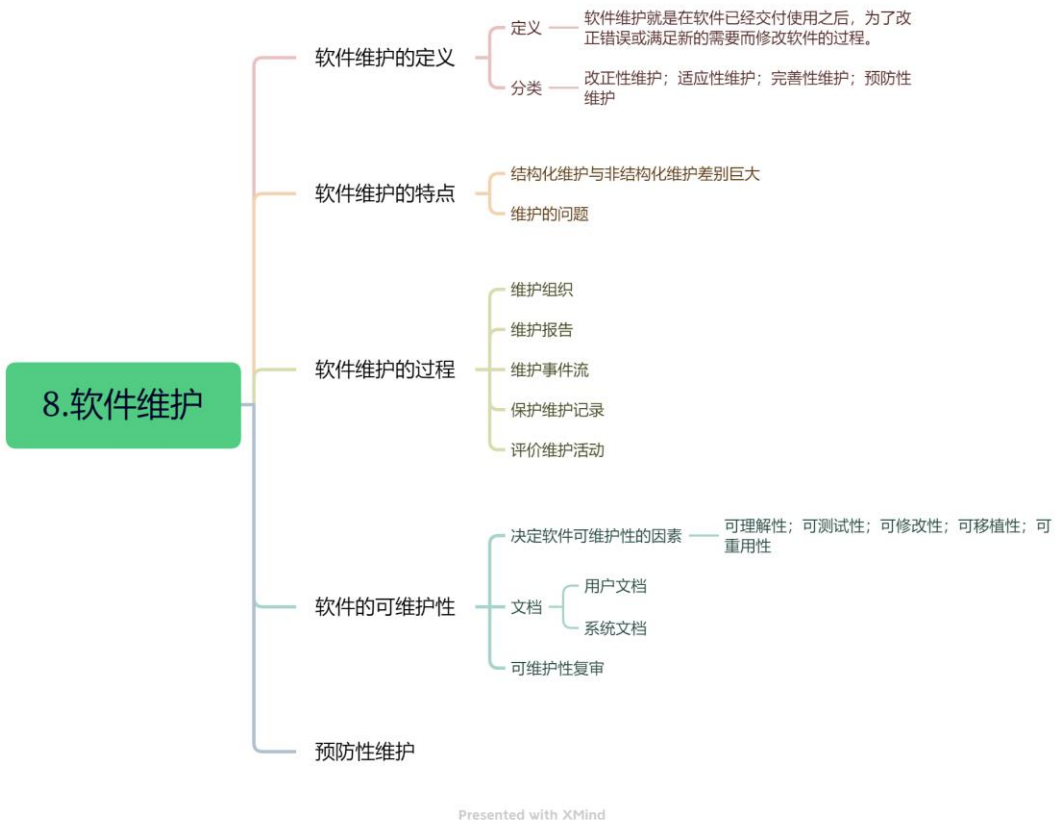 8.软件维护
软件维护的定义
定义
软件维护就是在软件已经交付使用之后，为了改
正错误或满足新的需要而修改软件的过程。
分类
改正性维护；适应性维护；完善性维护；预防性
维护
软件维护的特点
结构化维护与非结构化维护差别巨大
维护的问题
软件维护的过程
维护组织
维护报告
维护事件流
保护维护记录
评价维护活动
软件的可维护性
决定软件可维护性的因素
可理解性；可测试性；可修改性；可移植性；可
重用性
文档
用户文档
系统文档
可维护性复审
预防性维护
Presented with XMind